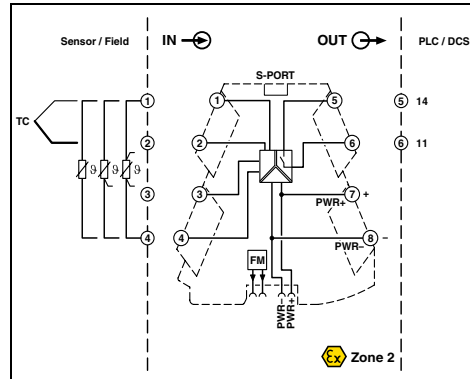 Sensor / Field
IN
OUT
PLC / DCS
S-PORT
TC
1
1
5
5
14
2
2
6
6
11
ϑ
ϑ
ϑ
3
3
7
+
PWR+
4
4
8
–
PWR–
FM
PWR-
PWR+
Ex
Zone 2